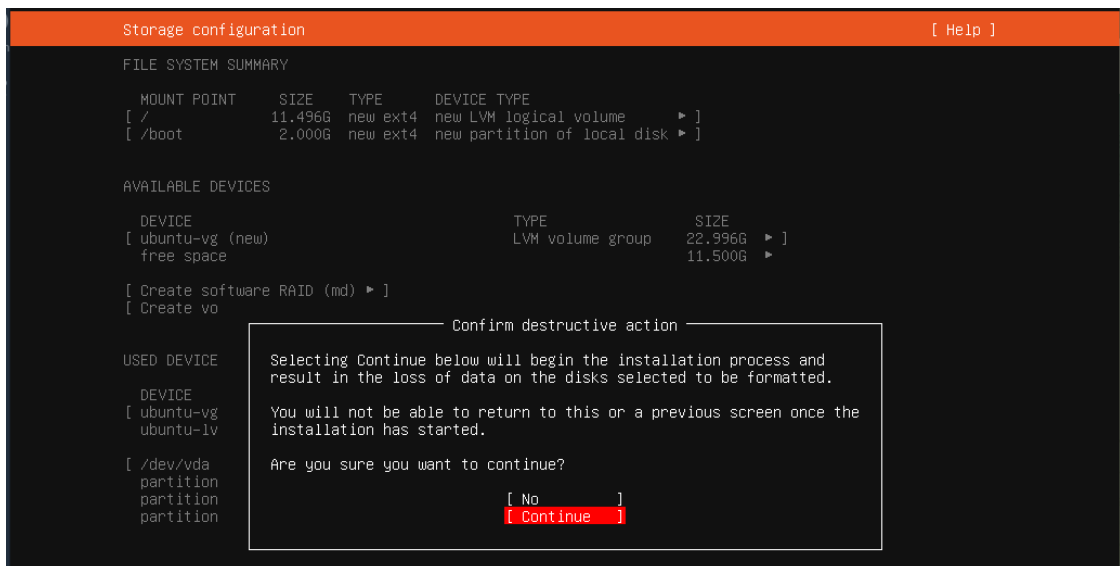 Storage configuration [ Help ]
FILE SYSTEM SUMMARY
MOUNT POINT SIZE TYPE DEVICE TYPE
[ / 11.496G new ext4 new LVM logical volume ▸ ]
[ /boot 2.000G new ext4 new partition of local disk ▸ ]
AVAILABLE DEVICES
DEVICE TYPE SIZE
[ ubuntu-vg (new) LVM volume group 22.996G ▸ ]
free space 11.500G ▸
[ Create software RAID (md) ▸ ]
[ Create vo
Confirm destructive action
USED DEVICE
Selecting Continue below will begin the installation process and
result in the loss of data on the disks selected to be formatted.
DEVICE
[ ubuntu-vg
ubuntu-lv
You will not be able to return to this or a previous screen once the
installation has started.
[ /dev/vda
partition
partition
partition
Are you sure you want to continue?
[ No ]
[ Continue ]